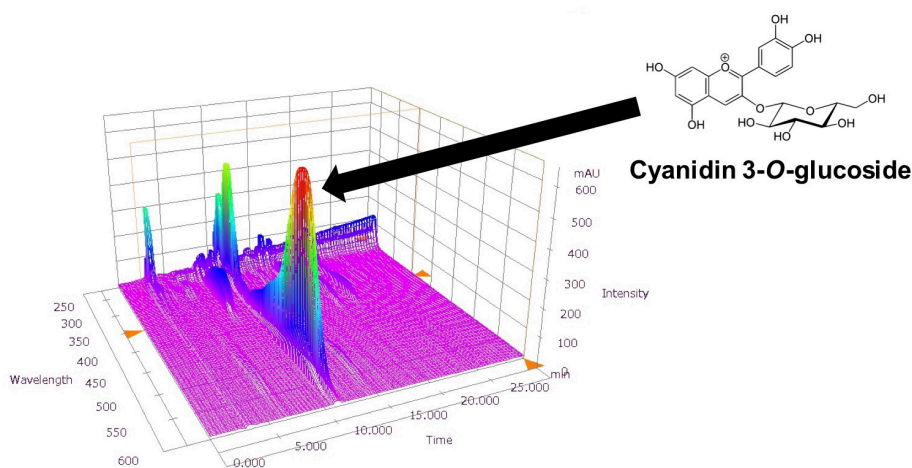 OH
OH
HO
O
+
OH
O
O
OH
HO
OH
HO
Cyanidin 3-O-glucoside
mAU
600
500
400
300
200
100
0
Intensity
min
25.000
20.000
15.000
10.000
5.000
0.000
Time
250
300
350
400
450
500
550
600
Wavelength